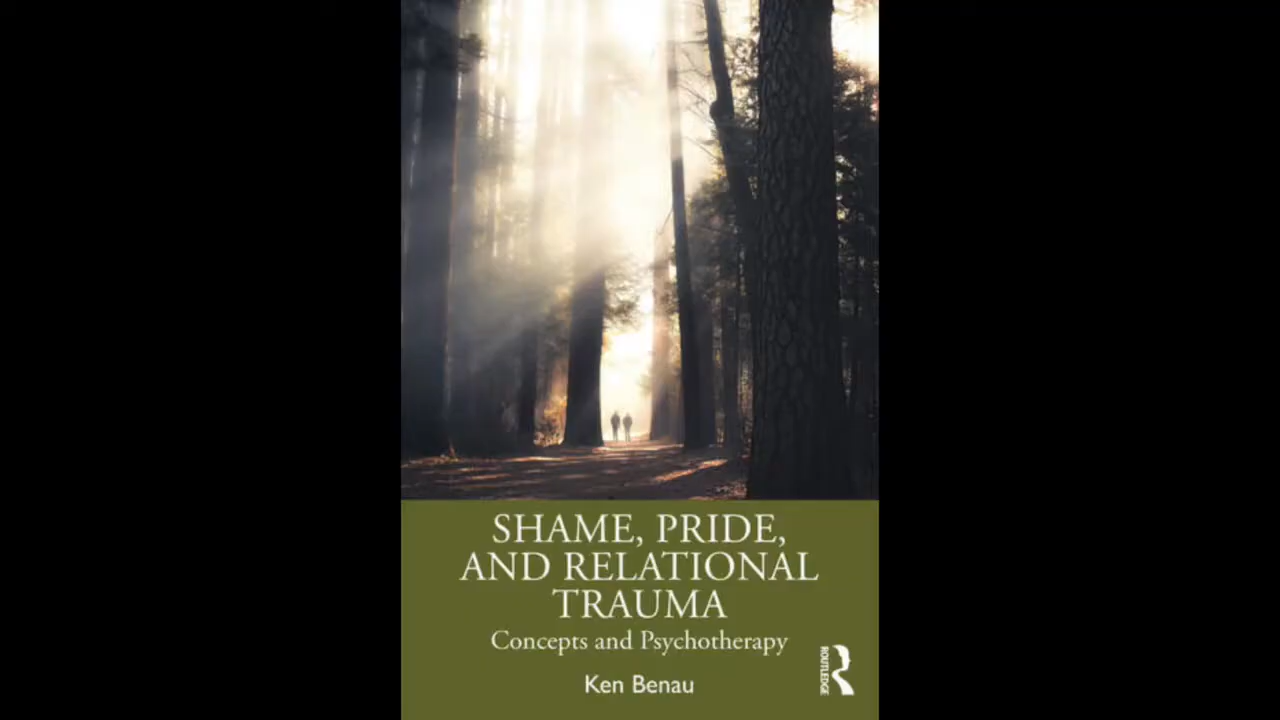 SHAME, PRIDE,
AND RELATIONAL
TRAUMA
Concepts and Psychotherapy
Ken Benau
ROUTLEDGE